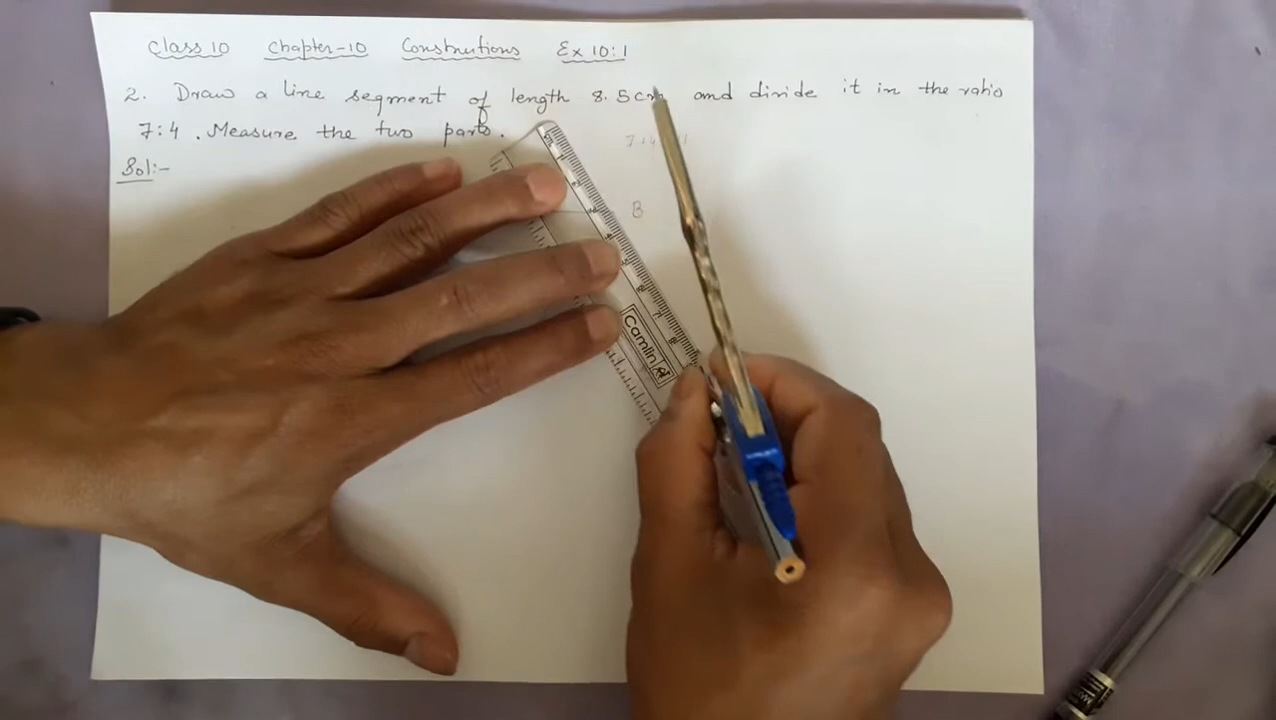 Class 10 Chapter-10 Constructions Ex 10:1
2. Draw a line segment of length 8.5cm and divide it in the ratio
7:4. Measure the two parts.
Sol:-
B
Camlin